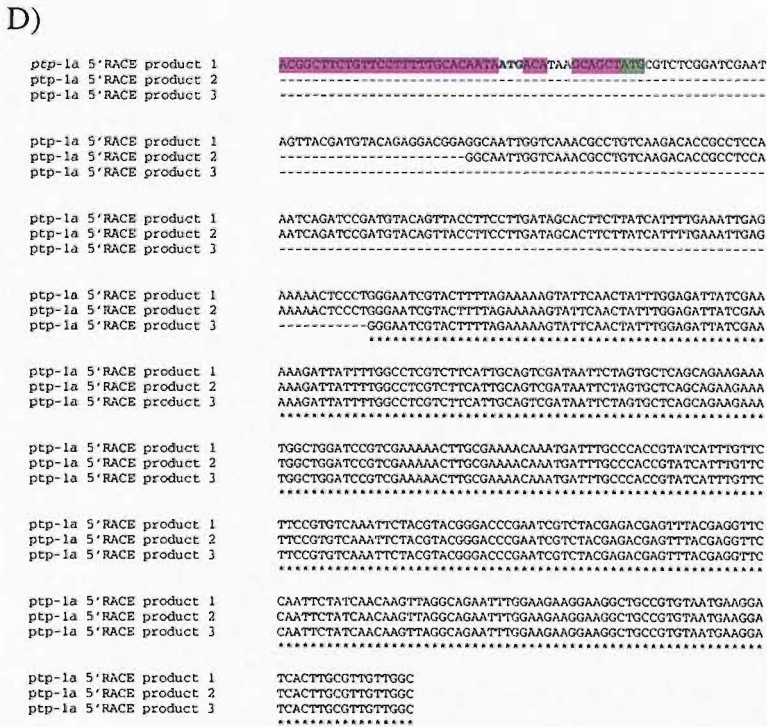 D)
ptp-1a 5'RACE product 1 ACGGCTTCTGTTCCTTTTTGCACAATAATGACATAAGCAGCTATGCGTCTCGGATCGAAT
ptp-1a 5'RACE product 2 ------------------------------------------------------------
ptp-1a 5'RACE product 3 ------------------------------------------------------------
ptp-1a 5'RACE product 1 AGTTACGATGTACAGAGGACGGAGGCAATTGGTCAAACGCCTGTCAAGACACCGCCTCCA
ptp-1a 5'RACE product 2 -----------------------GGCAATTGGTCAAACGCCTGTCAAGACACCGCCTCCA
ptp-1a 5'RACE product 3 ------------------------------------------------------------
ptp-1a 5'RACE product 1 AATCAGATCCGATGTACAGTTACCTTCCTTGATAGCACTTCTTATCATTTTGAAATTGAG
ptp-1a 5'RACE product 2 AATCAGATCCGATGTACAGTTACCTTCCTTGATAGCACTTCTTATCATTTTGAAATTGAG
ptp-1a 5'RACE product 3 ------------------------------------------------------------
ptp-1a 5'RACE product 1 AAAAACTCCCTGGGAATCGTACTTTTAGAAAAAGTATTCAACTATTTGGAGATTATCGAA
ptp-1a 5'RACE product 2 AAAAACTCCCTGGGAATCGTACTTTTAGAAAAAGTATTCAACTATTTGGAGATTATCGAA
ptp-1a 5'RACE product 3 -----------GGGAATCGTACTTTTAGAAAAAGTATTCAACTATTTGGAGATTATCGAA
*************************************************
ptp-1a 5'RACE product 1 AAAGATTATTTTGGCCTCGTCTTCATTGCAGTCGATAATTCTAGTGCTCAGCAGAAGAAA
ptp-1a 5'RACE product 2 AAAGATTATTTTGGCCTCGTCTTCATTGCAGTCGATAATTCTAGTGCTCAGCAGAAGAAA
ptp-1a 5'RACE product 3 AAAGATTATTTTGGCCTCGTCTTCATTGCAGTCGATAATTCTAGTGCTCAGCAGAAGAAA
************************************************************
ptp-1a 5'RACE product 1 TGGCTGGATCCGTCGAAAAACTTGCGAAAACAAATGATTTGCCCACCGTATCATTTGTTC
ptp-1a 5'RACE product 2 TGGCTGGATCCGTCGAAAAACTTGCGAAAACAAATGATTTGCCCACCGTATCATTTGTTC
ptp-1a 5'RACE product 3 TGGCTGGATCCGTCGAAAAACTTGCGAAAACAAATGATTTGCCCACCGTATCATTTGTTC
************************************************************
ptp-1a 5'RACE product 1 TTCCGTGTCAAATTCTACGTACGGGACCCGAATCGTCTACGAGACGAGTTTACGAGGTTC
ptp-1a 5'RACE product 2 TTCCGTGTCAAATTCTACGTACGGGACCCGAATCGTCTACGAGACGAGTTTACGAGGTTC
ptp-1a 5'RACE product 3 TTCCGTGTCAAATTCTACGTACGGGACCCGAATCGTCTACGAGACGAGTTTACGAGGTTC
************************************************************
ptp-1a 5'RACE product 1 CAATTCTATCAACAAGTTAGGCAGAATTTGGAAGAAGGAAGGCTGCCGTGTAATGAAGGA
ptp-1a 5'RACE product 2 CAATTCTATCAACAAGTTAGGCAGAATTTGGAAGAAGGAAGGCTGCCGTGTAATGAAGGA
ptp-1a 5'RACE product 3 CAATTCTATCAACAAGTTAGGCAGAATTTGGAAGAAGGAAGGCTGCCGTGTAATGAAGGA
************************************************************
ptp-1a 5'RACE product 1 TCACTTGCGTTGTTGGC
ptp-1a 5'RACE product 2 TCACTTGCGTTGTTGGC
ptp-1a 5'RACE product 3 TCACTTGCGTTGTTGGC
*****************